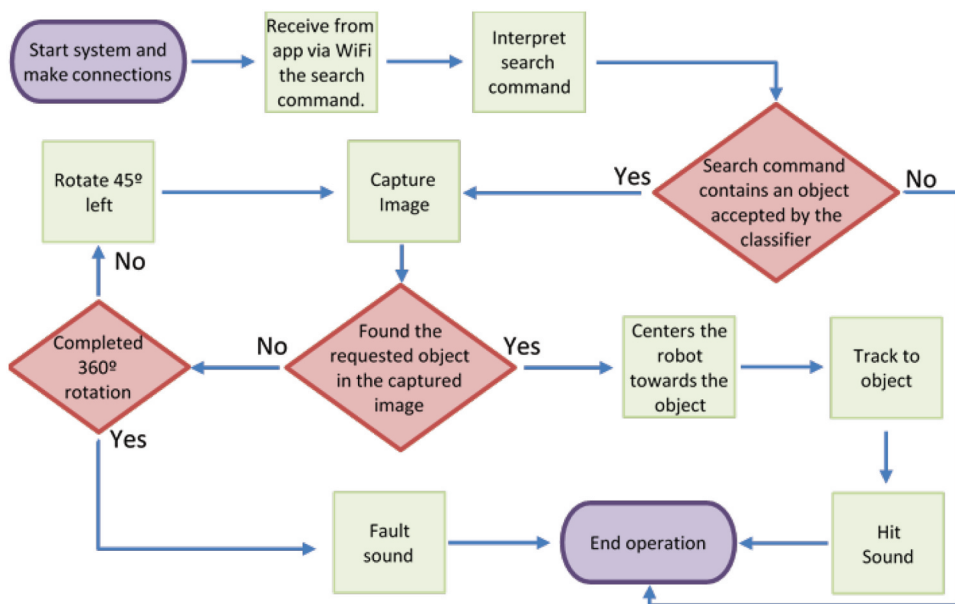 Start system and
make connections
Receive from
app via WiFi
the search
command.
Interpret
search
command
Search command
contains an object
accepted by the
classifier
Yes
No
Rotate 45º
left
Capture
Image
No
Completed
360º
rotation
No
Found the
requested object
in the captured
image
Yes
Centers the
robot
towards the
object
Track to
object
Yes
Fault
sound
End operation
Hit
Sound